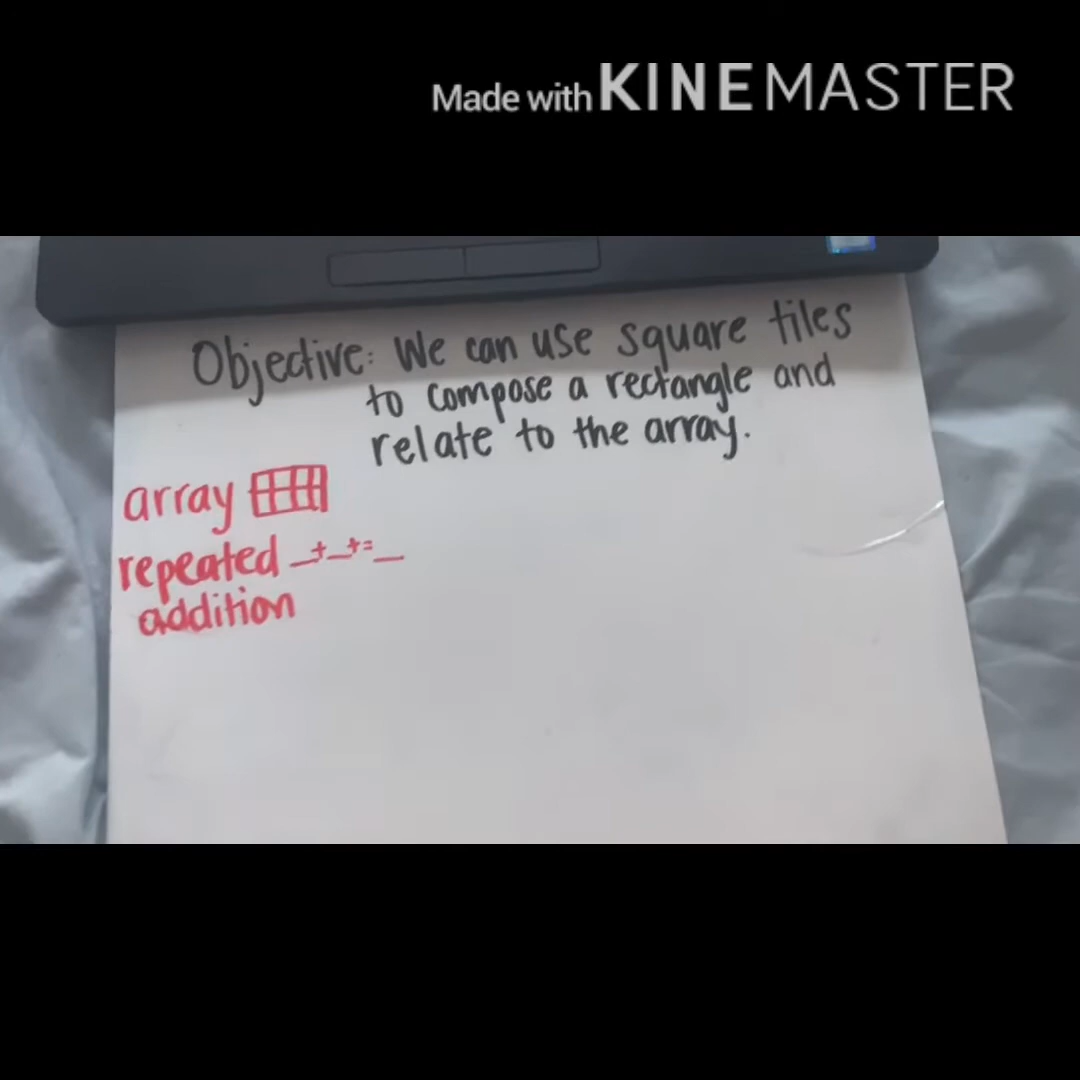 Made with KINEMASTER
Objective: We can use square tiles
to compose a rectangle and
relate to the array.
array
repeated _+_+=_
addition